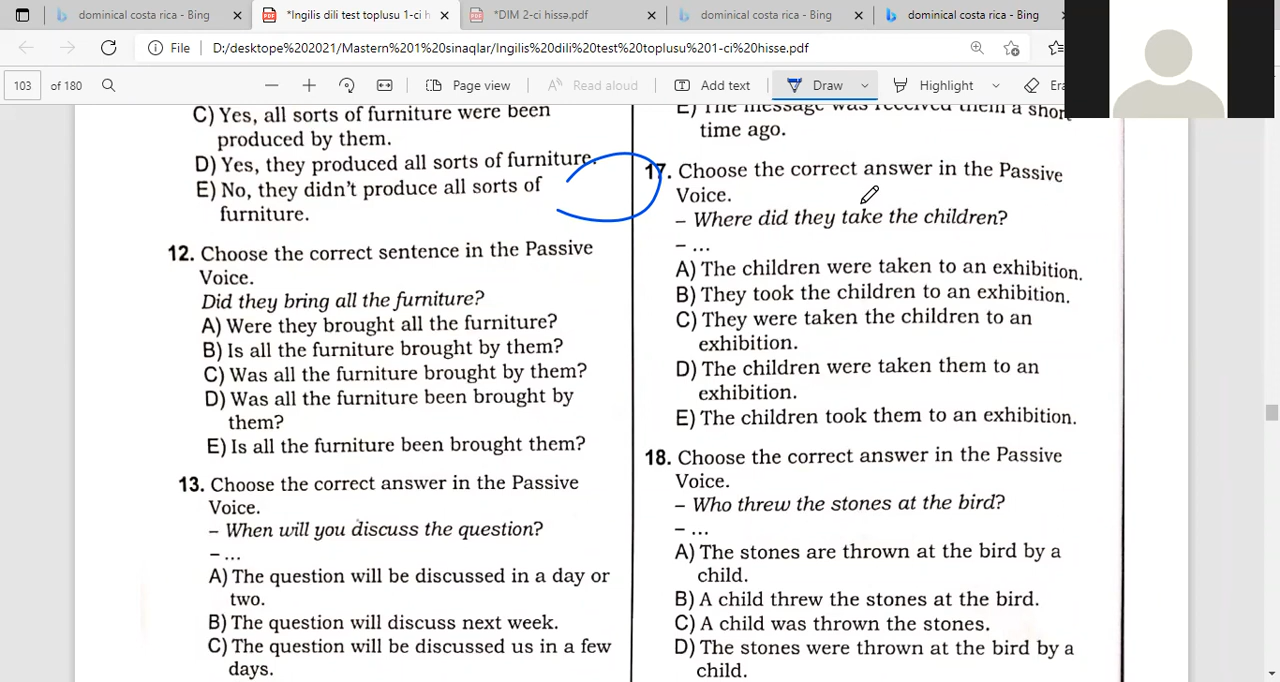 dominical costa rica - Bing
*Ingilis dili test toplusu 1-ci h
*DIM 2-ci hissə.pdf
dominical costa rica - Bing
dominical costa rica - Bing
File
D:/desktope%202021/Mastern%201%20sinaqlar/Ingilis%20dili%20test%20toplusu%201-ci%20hisse.pdf
103 of 180
Page view
Read aloud
Add text
Draw
Highlight
Era
C) Yes, all sorts of furniture were been
produced by them.
D) Yes, they produced all sorts of furniture.
E) No, they didn't produce all sorts of
furniture.
12. Choose the correct sentence in the Passive
Voice.
Did they bring all the furniture?
A) Were they brought all the furniture?
B) Is all the furniture brought by them?
C) Was all the furniture brought by them?
D) Was all the furniture been brought by
them?
E) Is all the furniture been brought them?
13. Choose the correct answer in the Passive
Voice.
– When will you discuss the question?
– ...
A) The question will be discussed in a day or
two.
B) The question will discuss next week.
C) The question will be discussed us in a few
days.
E) The message was received them a short
time ago.
17. Choose the correct answer in the Passive
Voice.
– Where did they take the children?
– ...
A) The children were taken to an exhibition.
B) They took the children to an exhibition.
C) They were taken the children to an
exhibition.
D) The children were taken them to an
exhibition.
E) The children took them to an exhibition.
18. Choose the correct answer in the Passive
Voice.
– Who threw the stones at the bird?
– ...
A) The stones are thrown at the bird by a
child.
B) A child threw the stones at the bird.
C) A child was thrown the stones.
D) The stones were thrown at the bird by a
child.